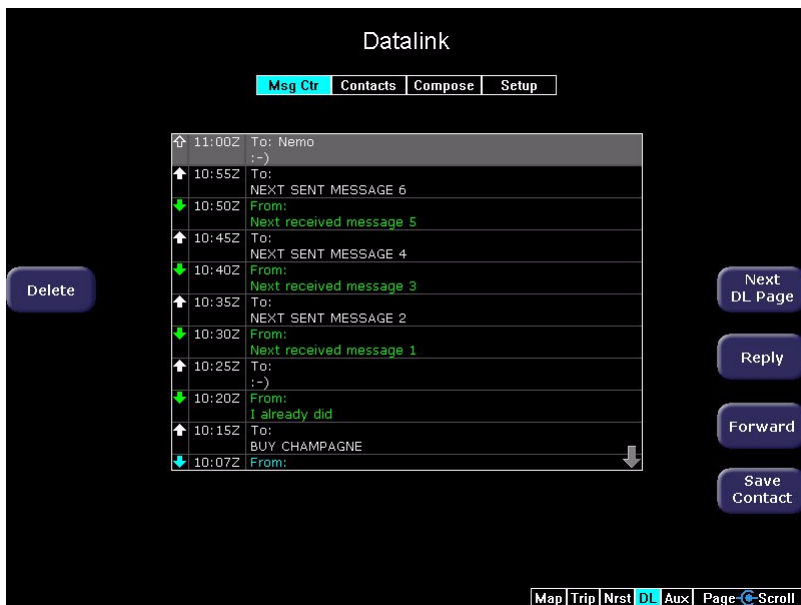 Datalink
Msg Ctr Contacts Compose Setup
11:00Z To: Nemo
:-)
10:55Z To:
NEXT SENT MESSAGE 6
10:50Z From:
Next received message 5
10:45Z To:
NEXT SENT MESSAGE 4
10:40Z From:
Next received message 3
10:35Z To:
NEXT SENT MESSAGE 2
10:30Z From:
Next received message 1
10:25Z To:
:-)
10:20Z From:
I already did
10:15Z To:
BUY CHAMPAGNE
10:07Z From:
Delete
Next
DL Page
Reply
Forward
Save
Contact
Map Trip Nrst DL Aux Page Scroll